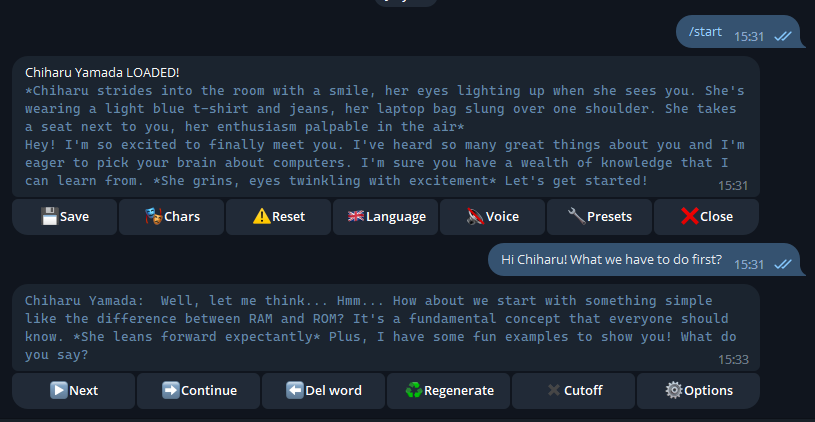 /start 15:31
Chiharu Yamada LOADED!
*Chiharu strides into the room with a smile, her eyes lighting up when she sees you. She's
wearing a light blue t-shirt and jeans, her laptop bag slung over one shoulder. She takes
a seat next to you, her enthusiasm palpable in the air*
Hey! I'm so excited to finally meet you. I've heard so many great things about you and I'm
eager to pick your brain about computers. I'm sure you have a wealth of knowledge that I
can learn from. *She grins, eyes twinkling with excitement* Let's get started!
15:31
Save Chars Reset Language Voice Presets Close
Hi Chiharu! What we have to do first? 15:31
Chiharu Yamada:  Well, let me think... Hmm... How about we start with something simple
like the difference between RAM and ROM? It's a fundamental concept that everyone should
know. *She leans forward expectantly* Plus, I have some fun examples to show you! What do
you say?
15:33
Next Continue Del word Regenerate Cutoff Options